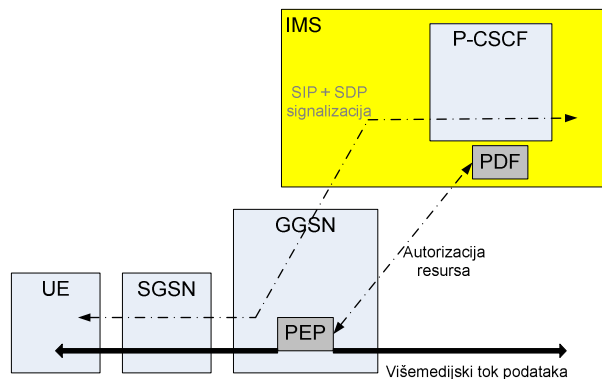 IMS
P-CSCF
SIP + SDP
signalizacija
PDF
GGSN
Autorizacija
resursa
UE
SGSN
PEP
Višemedijski tok podataka